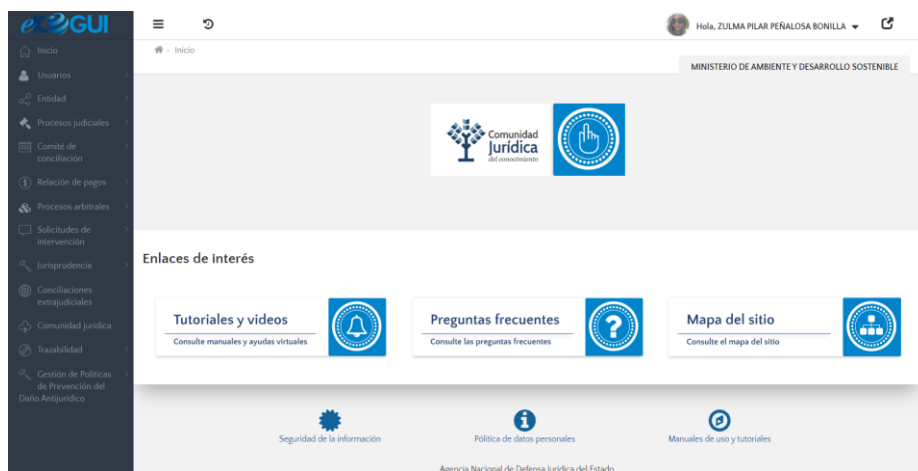 Hola, ZULMA PILAR PEÑALOSA BONILLA
Inicio
MINISTERIO DE AMBIENTE Y DESARROLLO SOSTENIBLE
Inicio
Usuarios
Entidad
Procesos judiciales
Comité de
conciliación
Relación de pagos
Procesos arbitrales
Solicitudes de
intervención
Jurisprudencia
Conciliaciones
extrajudiciales
Comunidad jurídica
Trazabilidad
Gestión de Políticas
de Prevención del
Daño Antijurídico
Comunidad
Jurídica
del conocimiento
Enlaces de interés
Tutoriales y videos
Consulte manuales y ayudas virtuales
Preguntas frecuentes
Consulte las preguntas frecuentes
Mapa del sitio
Consulte el mapa del sitio
Seguridad de la información
Pólitica de datos personales
Manuales de uso y tutoriales
Agencia Nacional de Defensa Jurídica del Estado